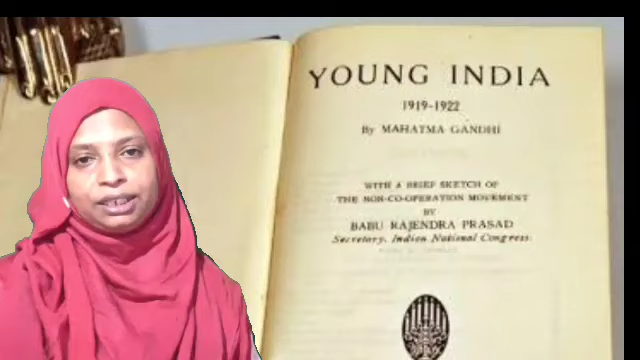 YOUNG INDIA
1919-1922
By MAHATMA GANDHI
WITH A BRIEF SKETCH OF
THE NON-CO-OPERATION MOVEMENT
BY
BABU RAJENDRA PRASAD
Secretary, Indian National Congress.